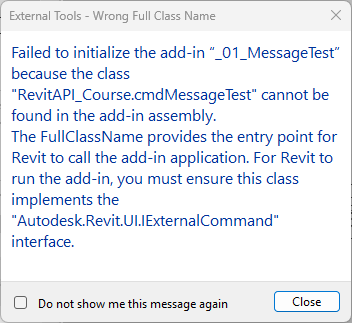 External Tools - Wrong Full Class Name
Failed to initialize the add-in “_01_MessageTest”
because the class
"RevitAPI_Course.cmdMessageTest" cannot be
found in the add-in assembly.
The FullClassName provides the entry point for
Revit to call the add-in application. For Revit to
run the add-in, you must ensure this class
implements the
"Autodesk.Revit.UI.IExternalCommand"
interface.
Do not show me this message again
Close